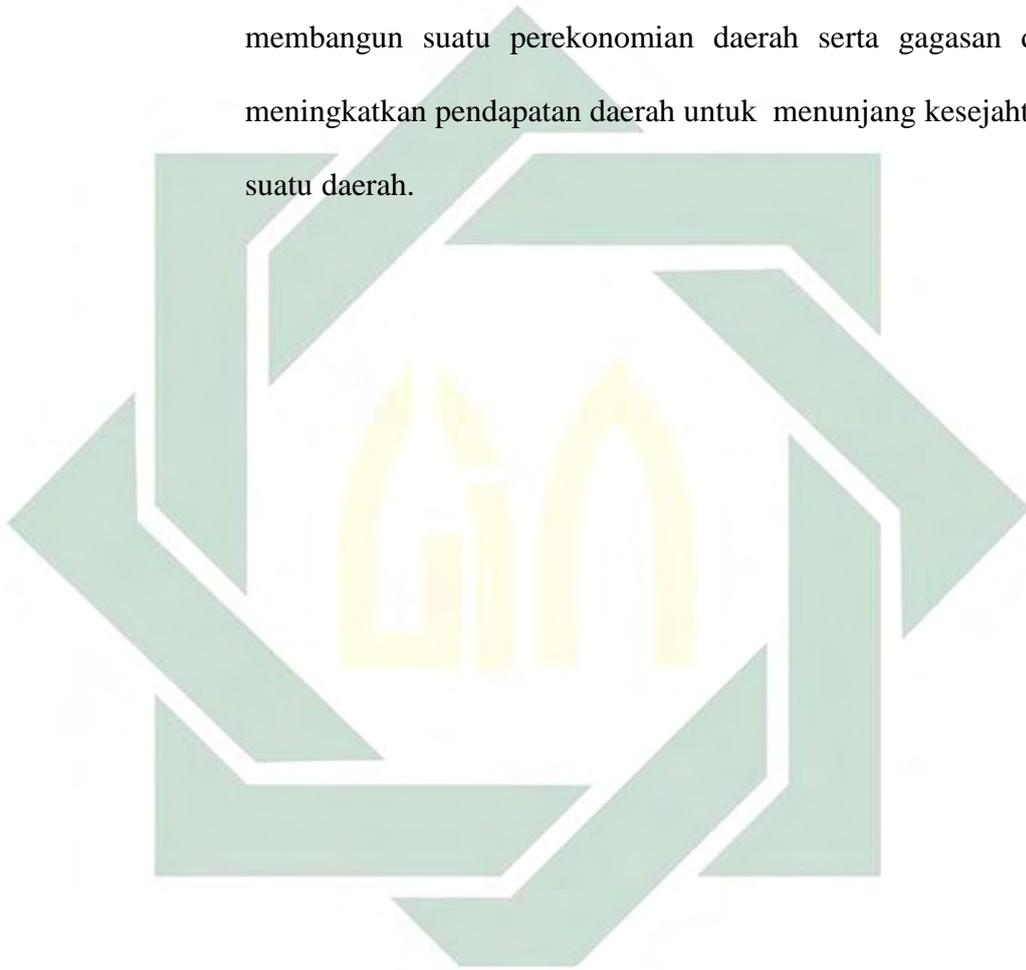 membangun suatu perekonomian daerah serta gagasan
meningkatkan pendapatan daerah untuk menunjang
suatu daerah.